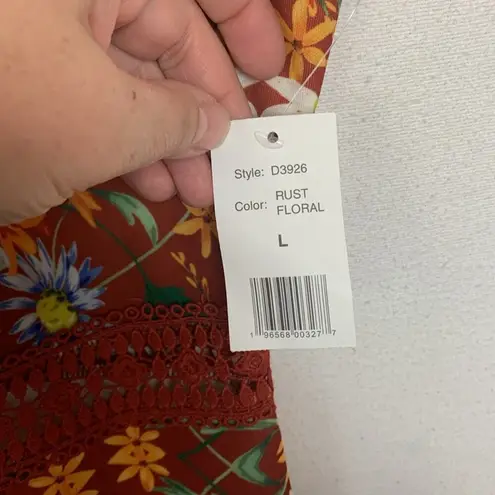 Style: D3926
Color: RUST
FLORAL
L
1 96568 00327 7